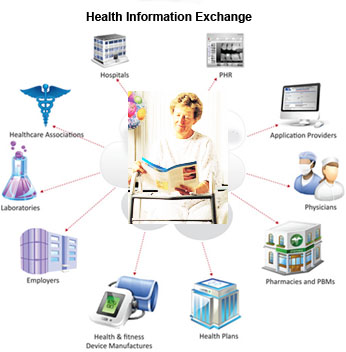 Health Information Exchange
Hospitals
PHR
Healthcare Associations
Application Providers
Laboratories
Physicians
Employers
Pharmacies and PBMs
Health & fitness
Device Manufactures
Health Plans